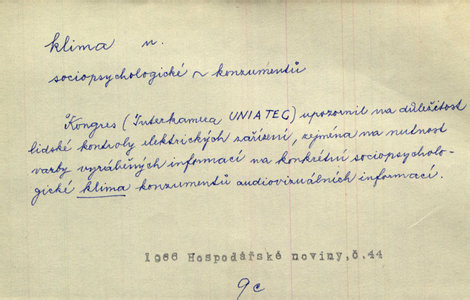 klima n.
sociopsychologické ~ konzumentů
Kongres (Interkamera UNIATEC) upozornil na důležitost
lidské kontroly elektrických zařízení, zejména na nutnost
vazby vyráběných informací na konkrétní sociopsycholo-
gické klima konzumentů audiovizuálních informací.
1966 Hospodářské noviny, č.44
9c